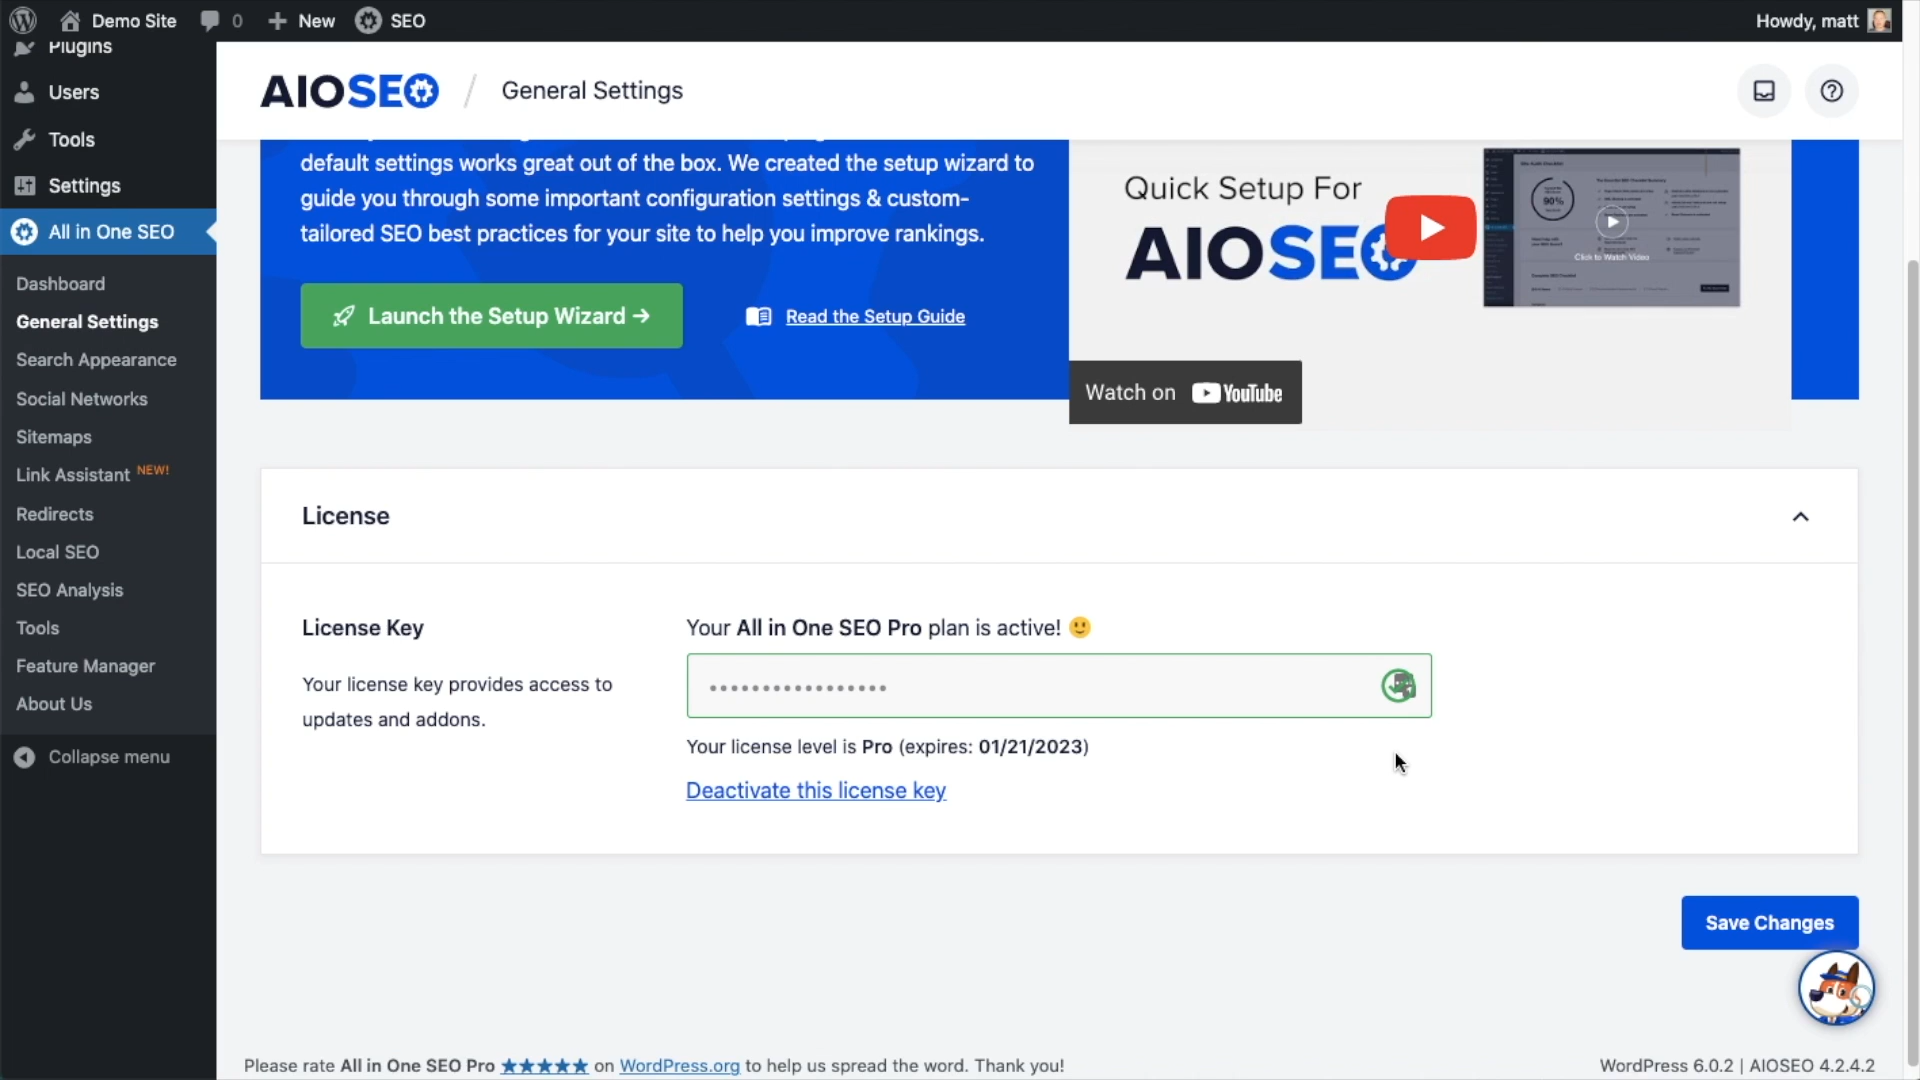 Demo Site 0 New SEO Howdy, matt
Plugins
Users
Tools
Settings
All in One SEO
Dashboard
General Settings
Search Appearance
Social Networks
Sitemaps
Link Assistant NEW!
Redirects
Local SEO
SEO Analysis
Tools
Feature Manager
About Us
Collapse menu
AIOSEO / General Settings
default settings works great out of the box. We created the setup wizard to
guide you through some important configuration settings & custom-
tailored SEO best practices for your site to help you improve rankings.
Launch the Setup Wizard →
Read the Setup Guide
Quick Setup For
AIOSEO
90%
Click to Watch Video
Watch on YouTube
License
License Key
Your license key provides access to
updates and addons.
Your All in One SEO Pro plan is active! 🙂
•••••••••••••••••
Your license level is Pro (expires: 01/21/2023)
Deactivate this license key
Save Changes
Please rate All in One SEO Pro ★★★★★ on WordPress.org to help us spread the word. Thank you!
WordPress 6.0.2 | AIOSEO 4.2.4.2